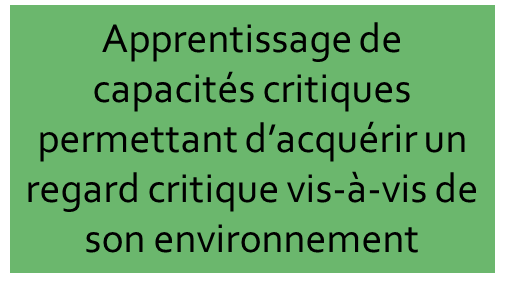 Apprentissage de
capacités critiques
permettant d’acquérir un
regard critique vis-à-vis de
son environnement